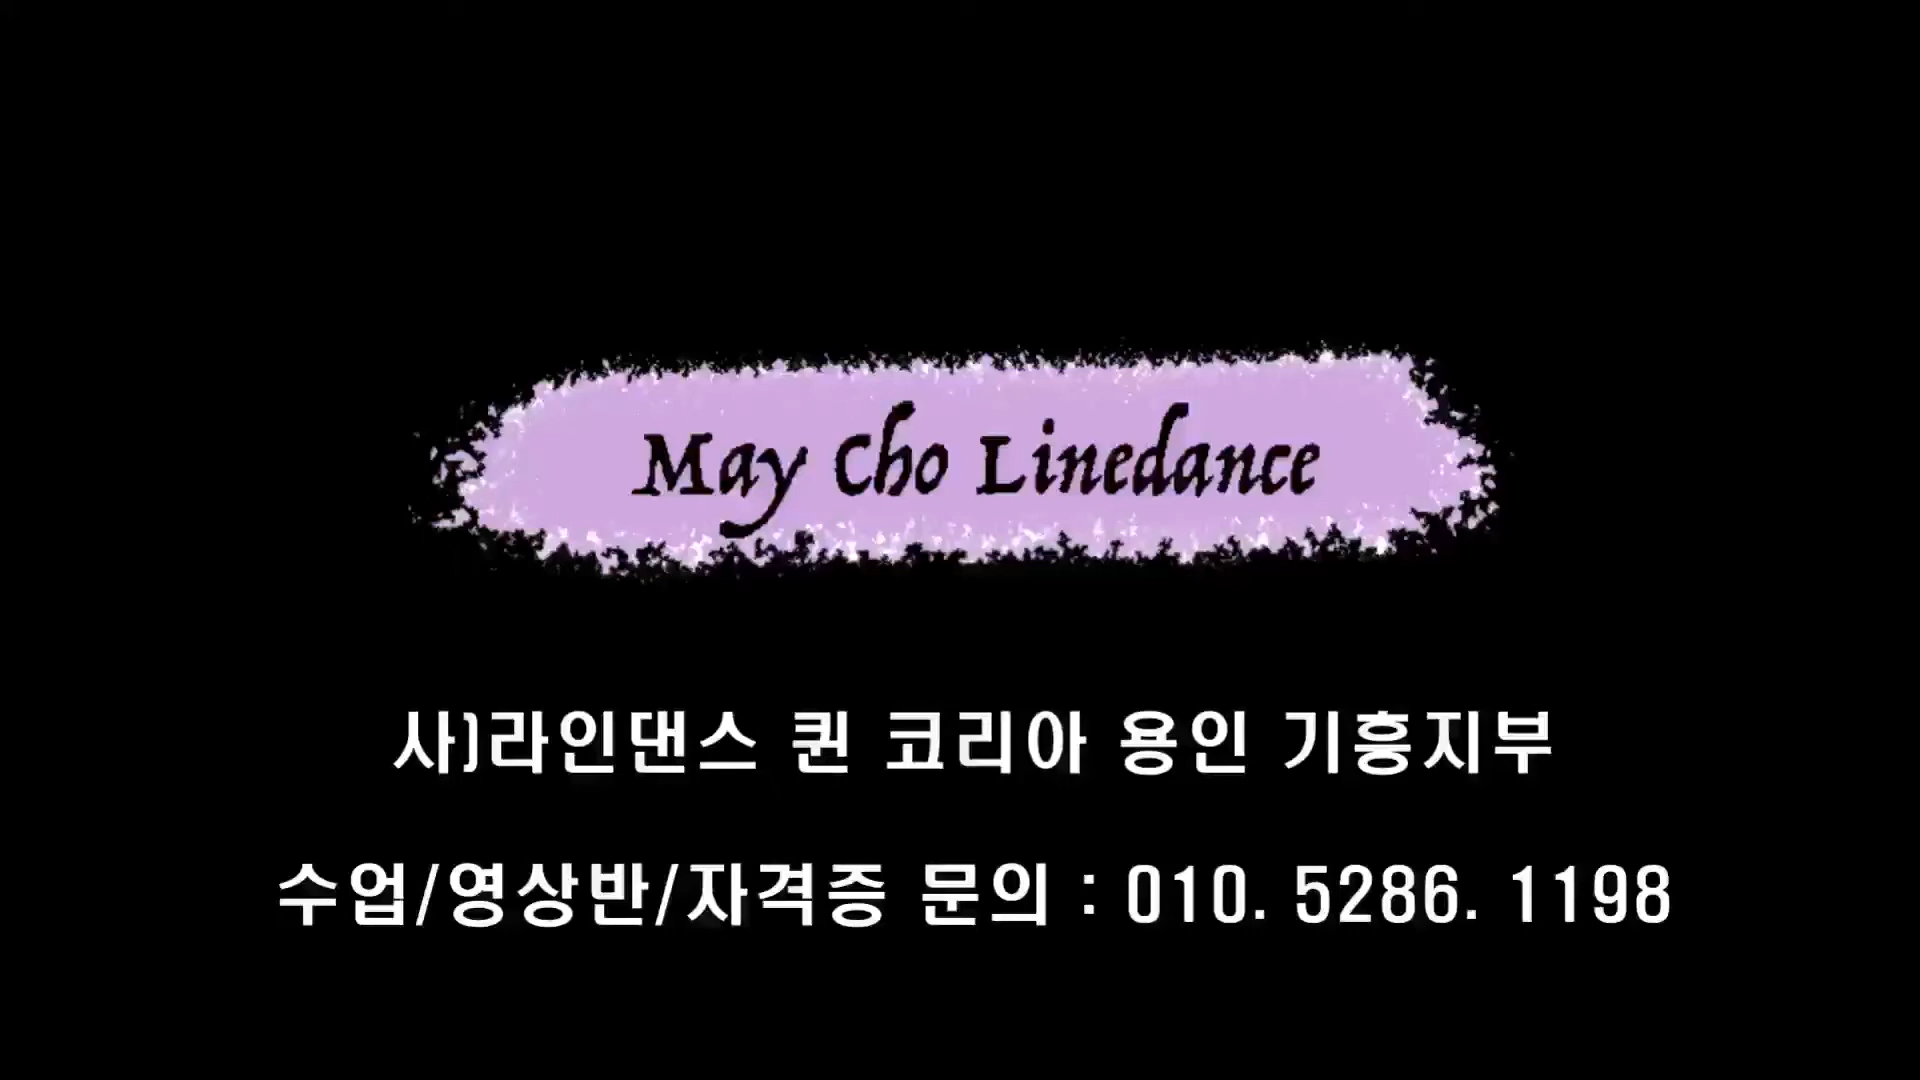 May Cho Linedance
사)라인댄스 퀸 코리아 용인 기흥지부
수업/영상반/자격증 문의 : 010. 5286. 1198